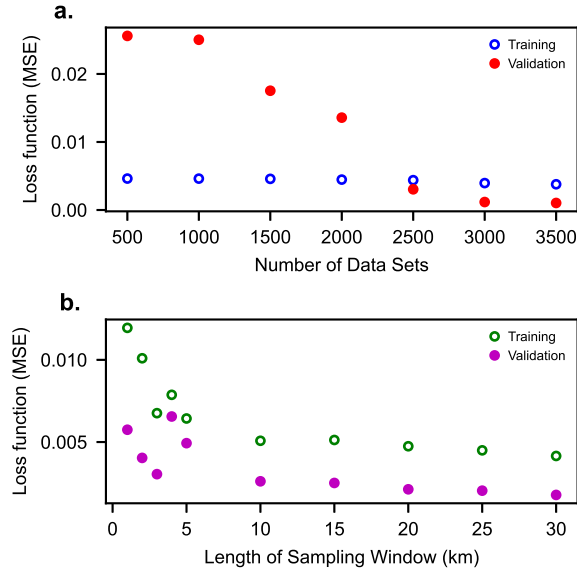 a.
Loss function (MSE)
0.02
0.01
0.00
Training
Validation
500 1000 1500 2000 2500 3000 3500
Number of Data Sets
b.
Loss function (MSE)
0.010
0.005
Training
Validation
0 5 10 15 20 25 30
Length of Sampling Window (km)